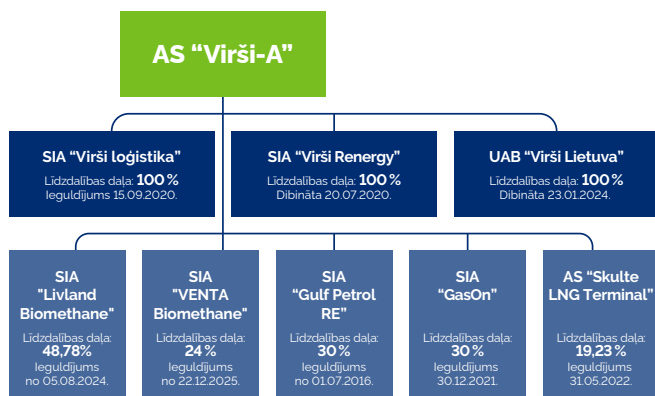 AS “Virši-A”
SIA “Virši loģistika”
Līdzdalības daļa: 100%
Ieguldījums 15.09.2020.
SIA “Virši Renergy”
Līdzdalības daļa: 100%
Dibināta 20.07.2020.
UAB “Virši Lietuva”
Līdzdalības daļa: 100%
Dibināta 23.01.2024.
SIA
"Livland
Biomethane"
Līdzdalības daļa:
48,78%
Ieguldījums
no 05.08.2024.
SIA
"VENTA
Biomethane"
Līdzdalības daļa:
24%
Ieguldījums
no 22.12.2025.
SIA
“Gulf Petrol
RE”
Līdzdalības daļa:
30%
Ieguldījums
no 01.07.2016.
SIA
“GasOn”
Līdzdalības daļa:
30%
Ieguldījums
30.12.2021.
AS “Skulte
LNG Terminal”
Līdzdalības daļa:
19,23%
Ieguldījums
31.05.2022.